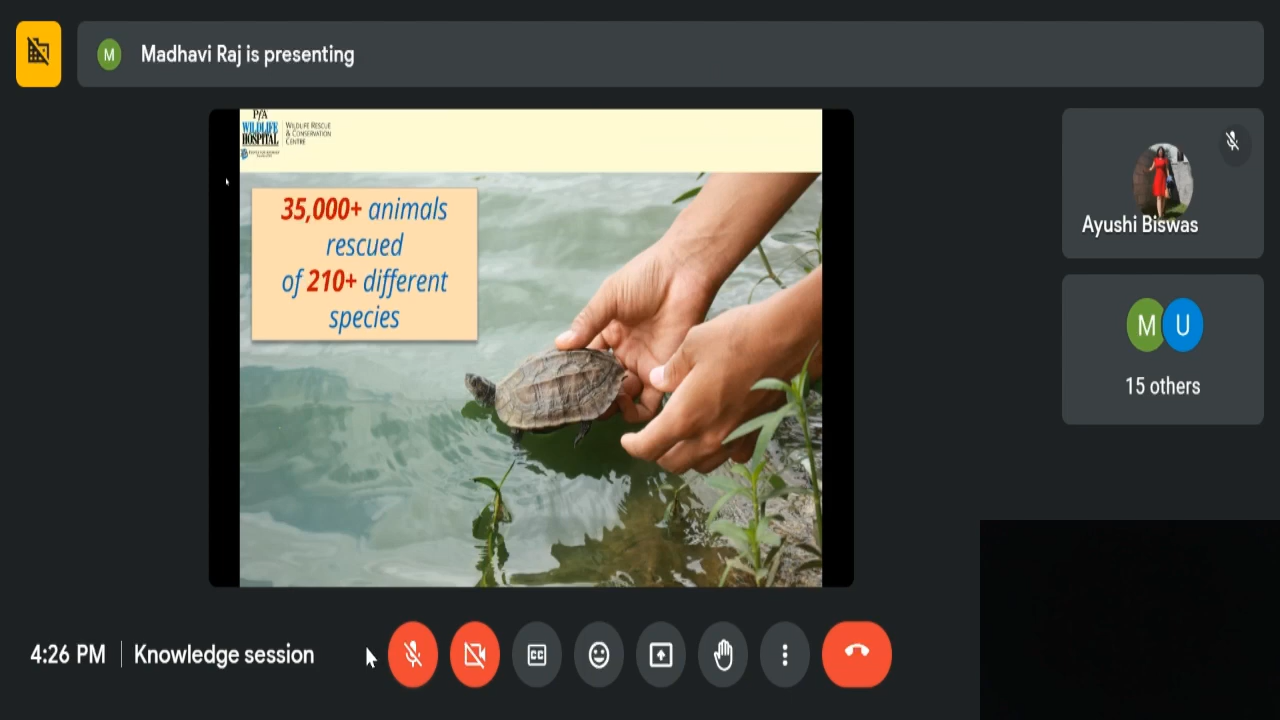 M Madhavi Raj is presenting
PfA
WILDLIFE
HOSPITAL
WILDLIFE RESCUE
& CONSERVATION
CENTRE
35,000+ animals
rescued
of 210+ different
species
Ayushi Biswas
M U
15 others
4:26 PM Knowledge session
CC